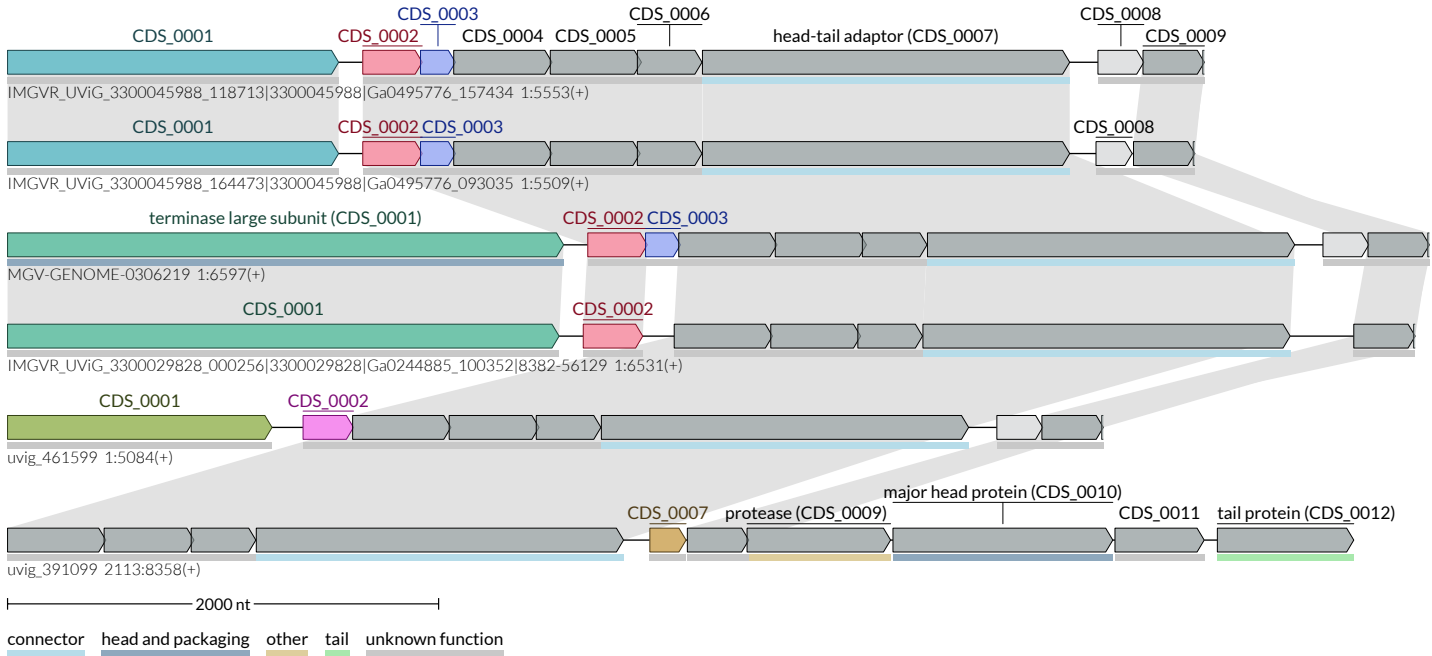 CDS_0003 CDS_0006 CDS_0008
CDS_0001 CDS_0002 CDS_0004 CDS_0005 head-tail adaptor (CDS_0007) CDS_0009
IMGVR_UViG_3300045988_118713|3300045988|Ga0495776_157434 1:5553(+)
CDS_0001 CDS_0002 CDS_0003 CDS_0008
IMGVR_UViG_3300045988_164473|3300045988|Ga0495776_093035 1:5509(+)
terminase large subunit (CDS_0001) CDS_0002 CDS_0003
MGV-GENOME-0306219 1:6597(+)
CDS_0001 CDS_0002
IMGVR_UViG_3300029828_000256|3300029828|Ga0244885_100352|8382-56129 1:6531(+)
CDS_0001 CDS_0002
uvig_461599 1:5084(+)
major head protein (CDS_0010)
CDS_0007 protease (CDS_0009) CDS_0011 tail protein (CDS_0012)
uvig_391099 2113:8358(+)
2000 nt
connector head and packaging other tail unknown function